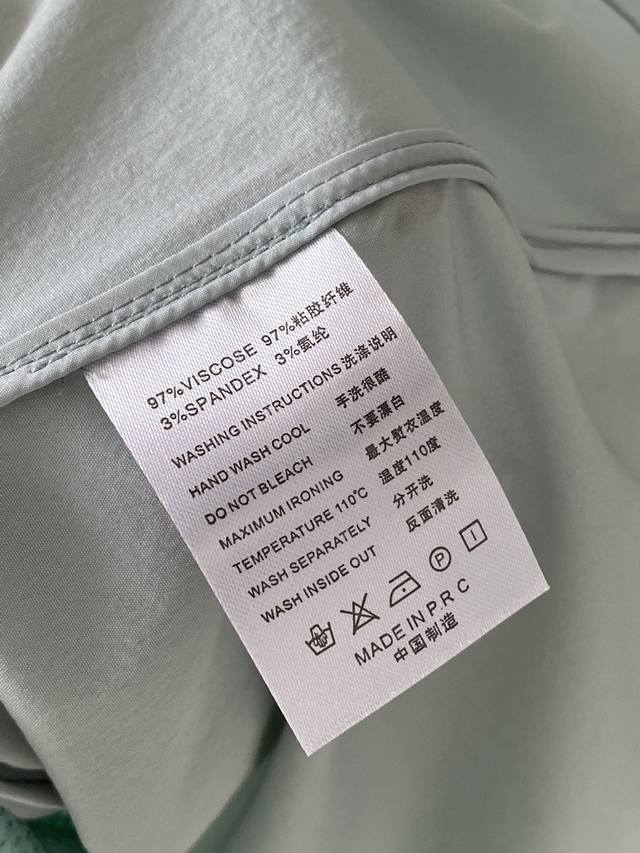 97%VISCOSE 97%粘胶纤维
3%SPANDEX 3%氨纶
WASHING INSTRUCTIONS 洗涤说明
HAND WASH COOL 手洗很酷
DO NOT BLEACH 不要漂白
MAXIMUM IRONING 最大熨衣温度
TEMPERATURE 110℃ 温度110度
WASH SEPARATELY 分开洗
WASH INSIDE OUT 反面清洗
P
MADE IN P.R C
中国制造